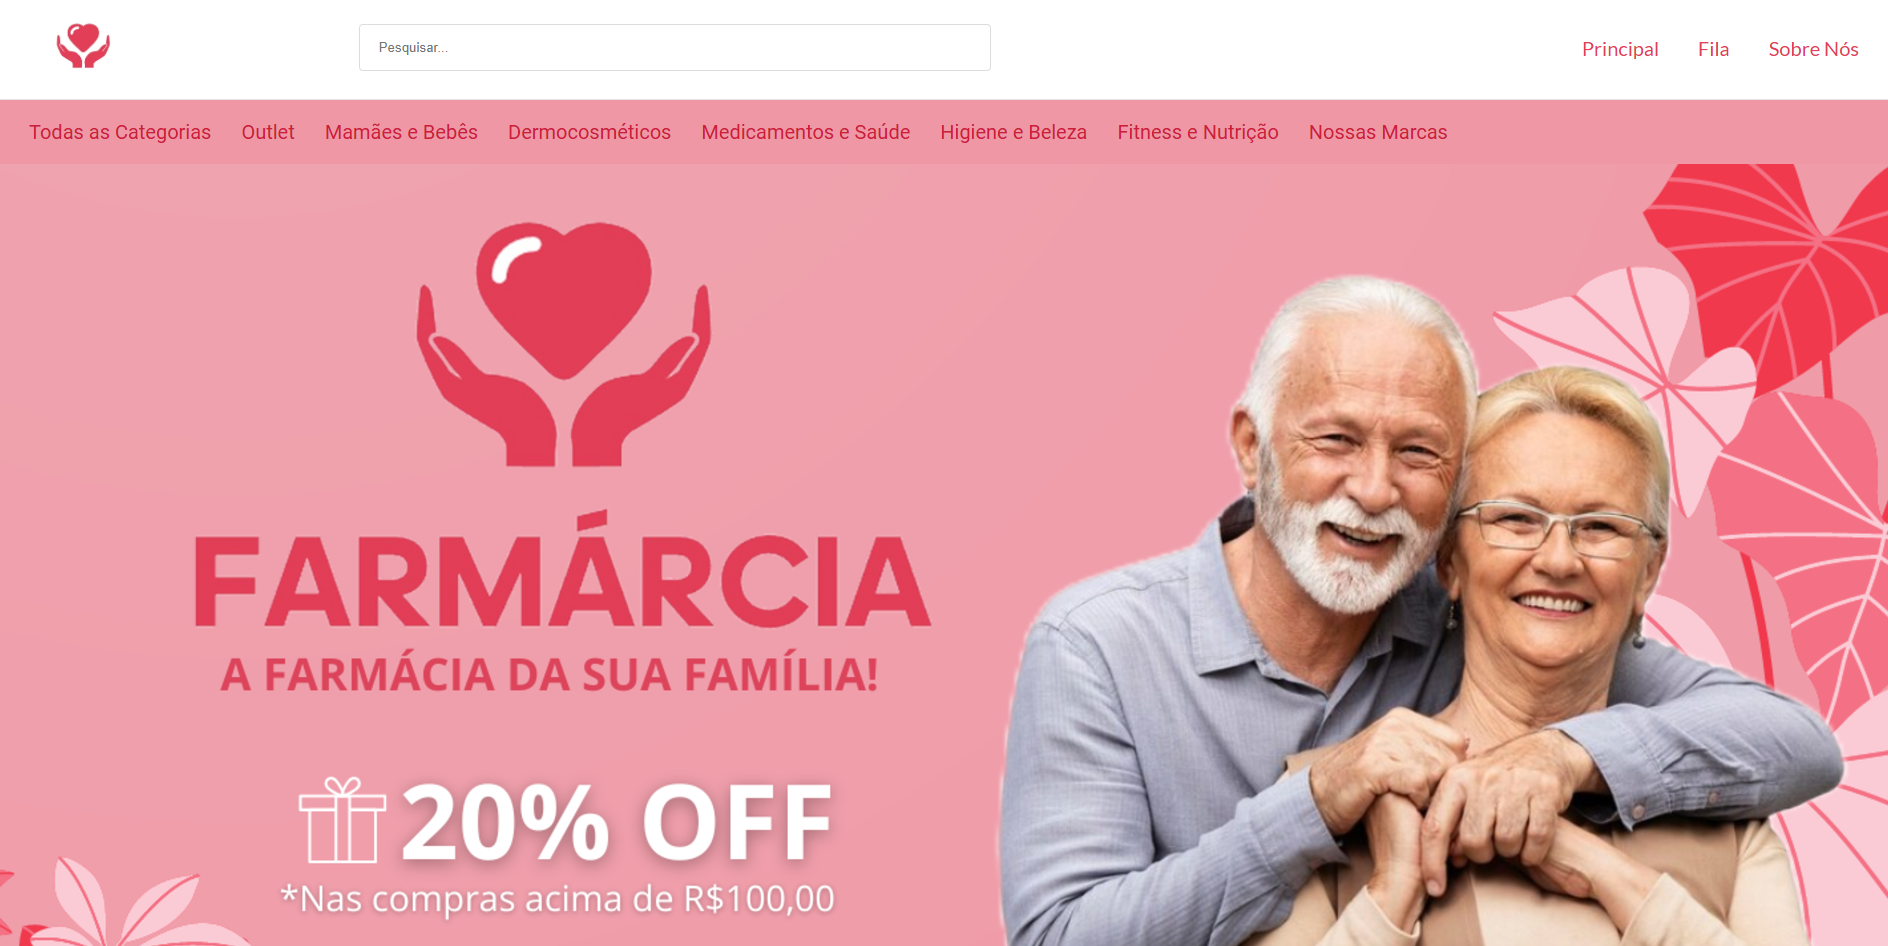 Pesquisar...
Principal Fila Sobre Nós
Todas as Categorias Outlet Mamães e Bebês Dermocosméticos Medicamentos e Saúde Higiene e Beleza Fitness e Nutrição Nossas Marcas
FARMÁRCIA
A FARMÁCIA DA SUA FAMÍLIA!
20% OFF
*Nas compras acima de R$100,00